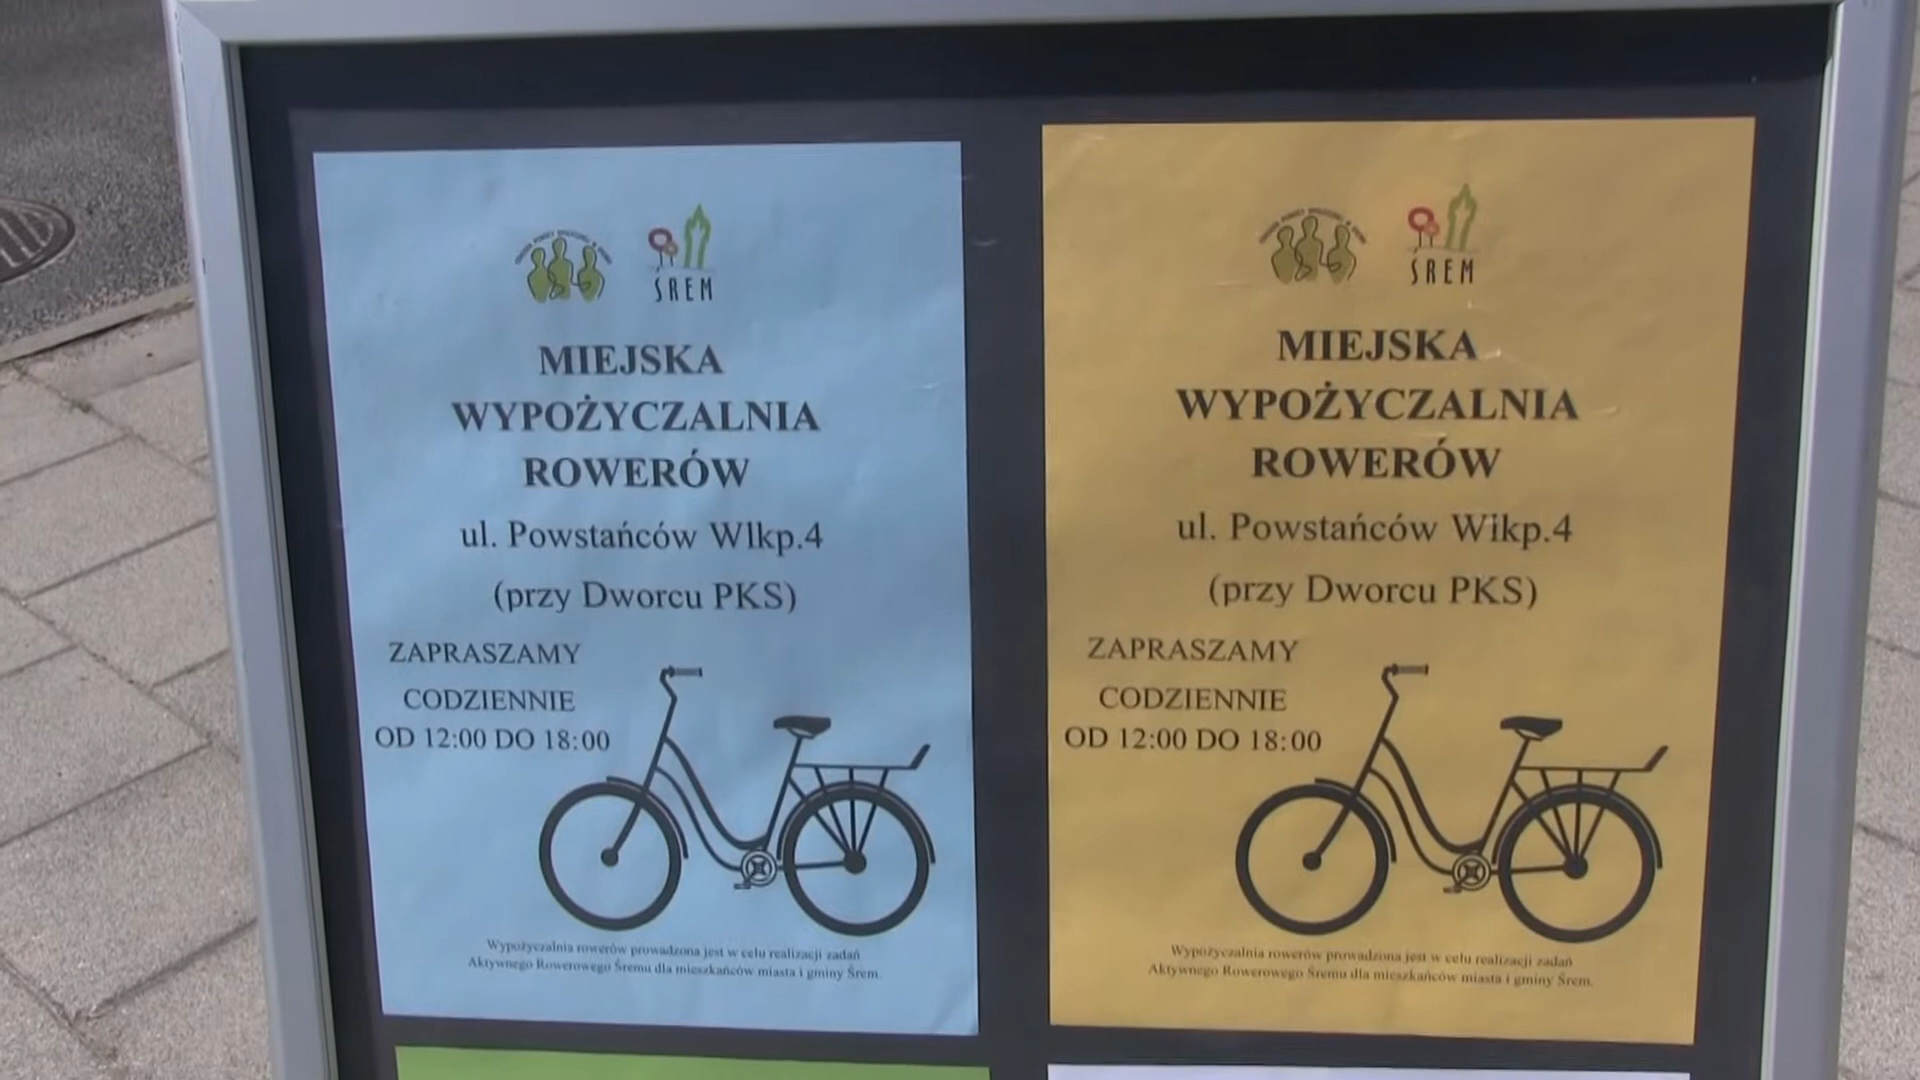 ŚREM
MIEJSKA
WYPOŻYCZALNIA
ROWERÓW
ul. Powstańców Wlkp.4
(przy Dworcu PKS)
ZAPRASZAMY
CODZIENNIE
OD 12:00 DO 18:00
Wypożyczalnia rowerów prowadzona jest w celu realizacji zadań
Aktywnego Rowerowego Śremu dla mieszkańców miasta i gminy Śrem.
ŚREM
MIEJSKA
WYPOŻYCZALNIA
ROWERÓW
ul. Powstańców Wikp.4
(przy Dworcu PKS)
ZAPRASZAMY
CODZIENNIE
OD 12:00 DO 18:00
Wypożyczalnia rowerów prowadzona jest w celu realizacji zadań
Aktywnego Rowerowego Śremu dla mieszkańców miasta i gminy Śrem.